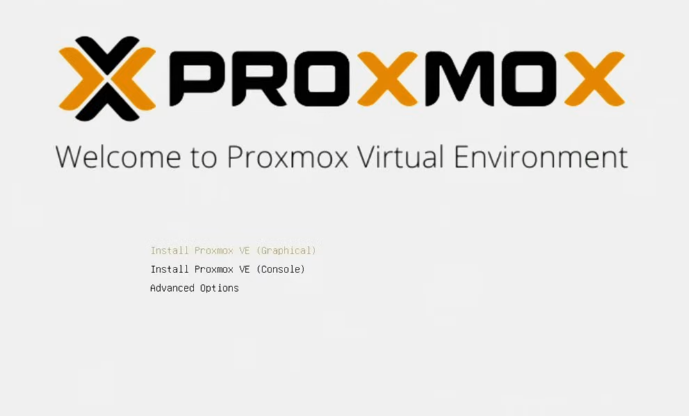 PROXMOX
Welcome to Proxmox Virtual Environment
Install Proxmox VE (Graphical)
Install Proxmox VE (Console)
Advanced Options